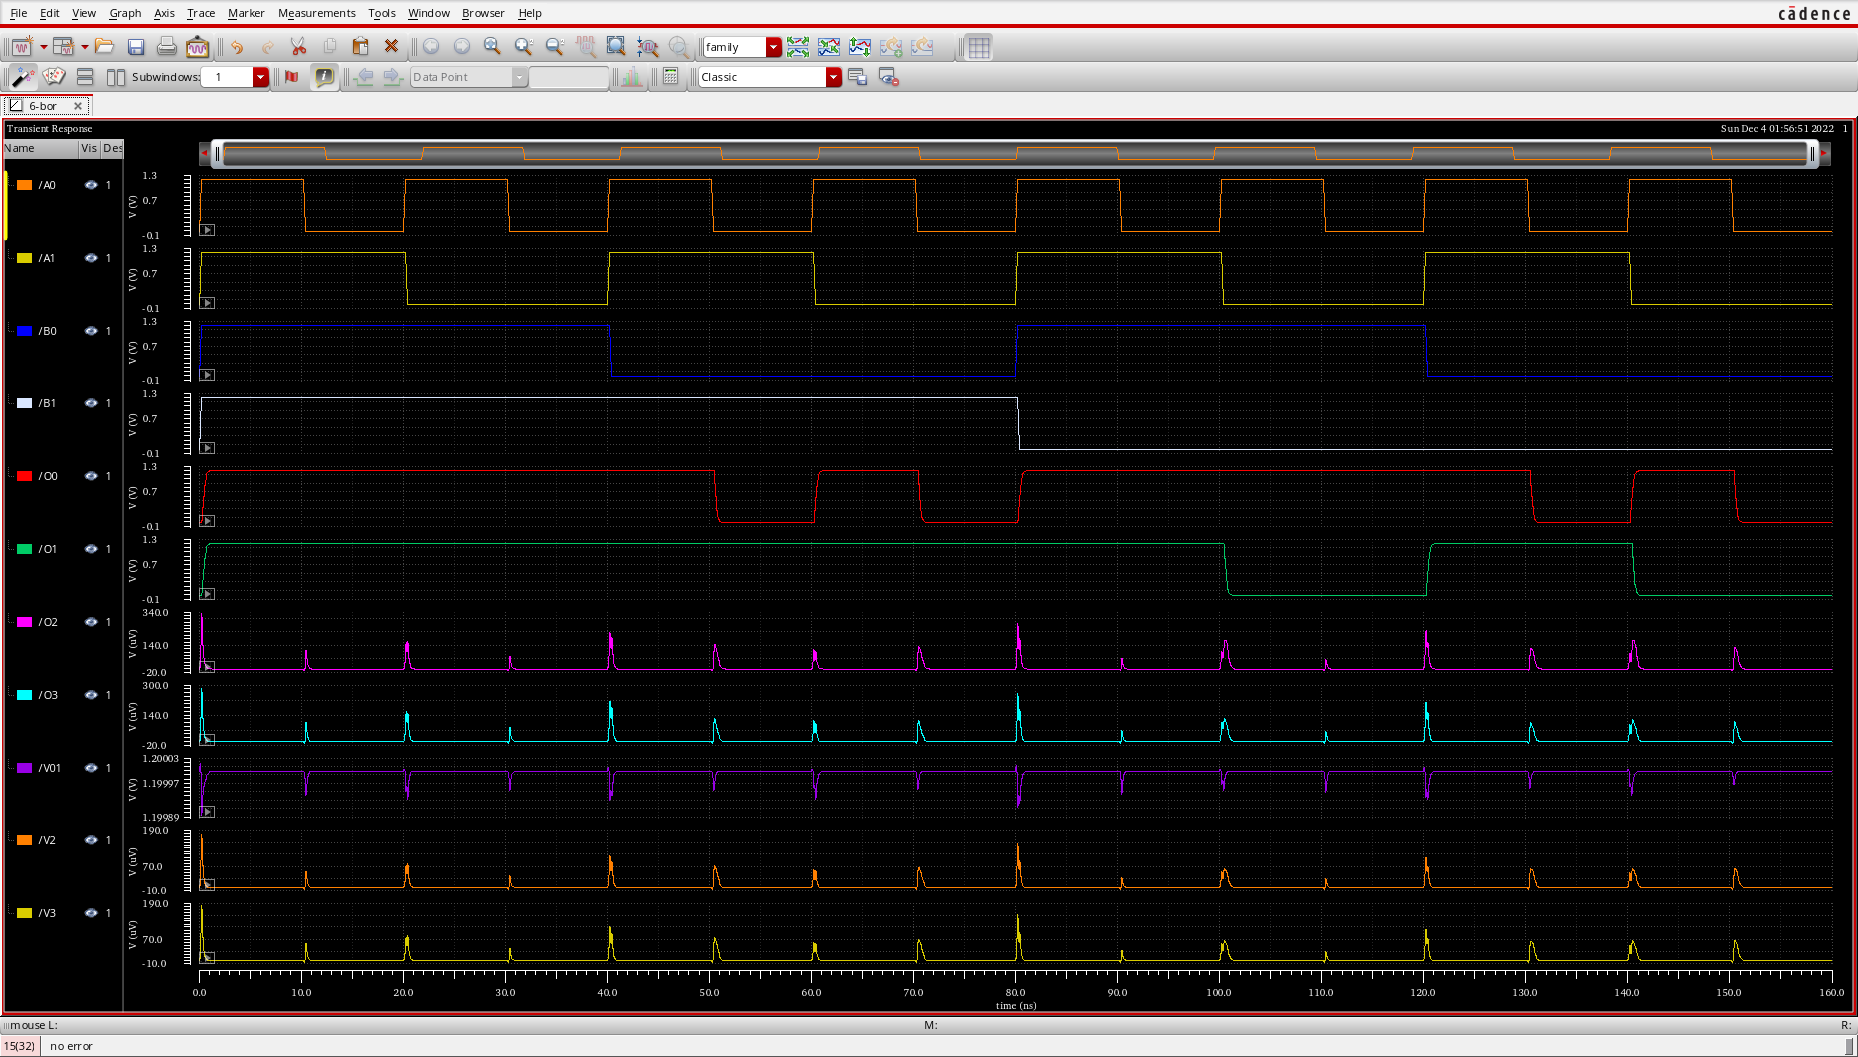 File Edit View Graph Axis Trace Marker Measurements Tools Window Browser Help
cādence
family
Subwindows: 1
Data Point
Classic
6-bor
Transient Response
Sun Dec 4 01:56:51 2022 1
Name Vis Des
/A0 1
V (V)
1.3
0.7
-0.1
/A1 1
V (V)
1.3
0.7
-0.1
/B0 1
V (V)
1.3
0.7
-0.1
/B1 1
V (V)
1.3
0.7
-0.1
/O0 1
V (V)
1.3
0.7
-0.1
/O1 1
V (V)
1.3
0.7
-0.1
/O2 1
V (uV)
340.0
140.0
-20.0
/O3 1
V (uV)
300.0
140.0
-20.0
/V01 1
V (V)
1.20003
1.19997
1.19989
/V2 1
V (uV)
190.0
70.0
-10.0
/V3 1
V (uV)
190.0
70.0
-10.0
0.0 10.0 20.0 30.0 40.0 50.0 60.0 70.0 80.0 90.0 100.0 110.0 120.0 130.0 140.0 150.0 160.0
time (ns)
mouse L: M: R:
15(32) no error